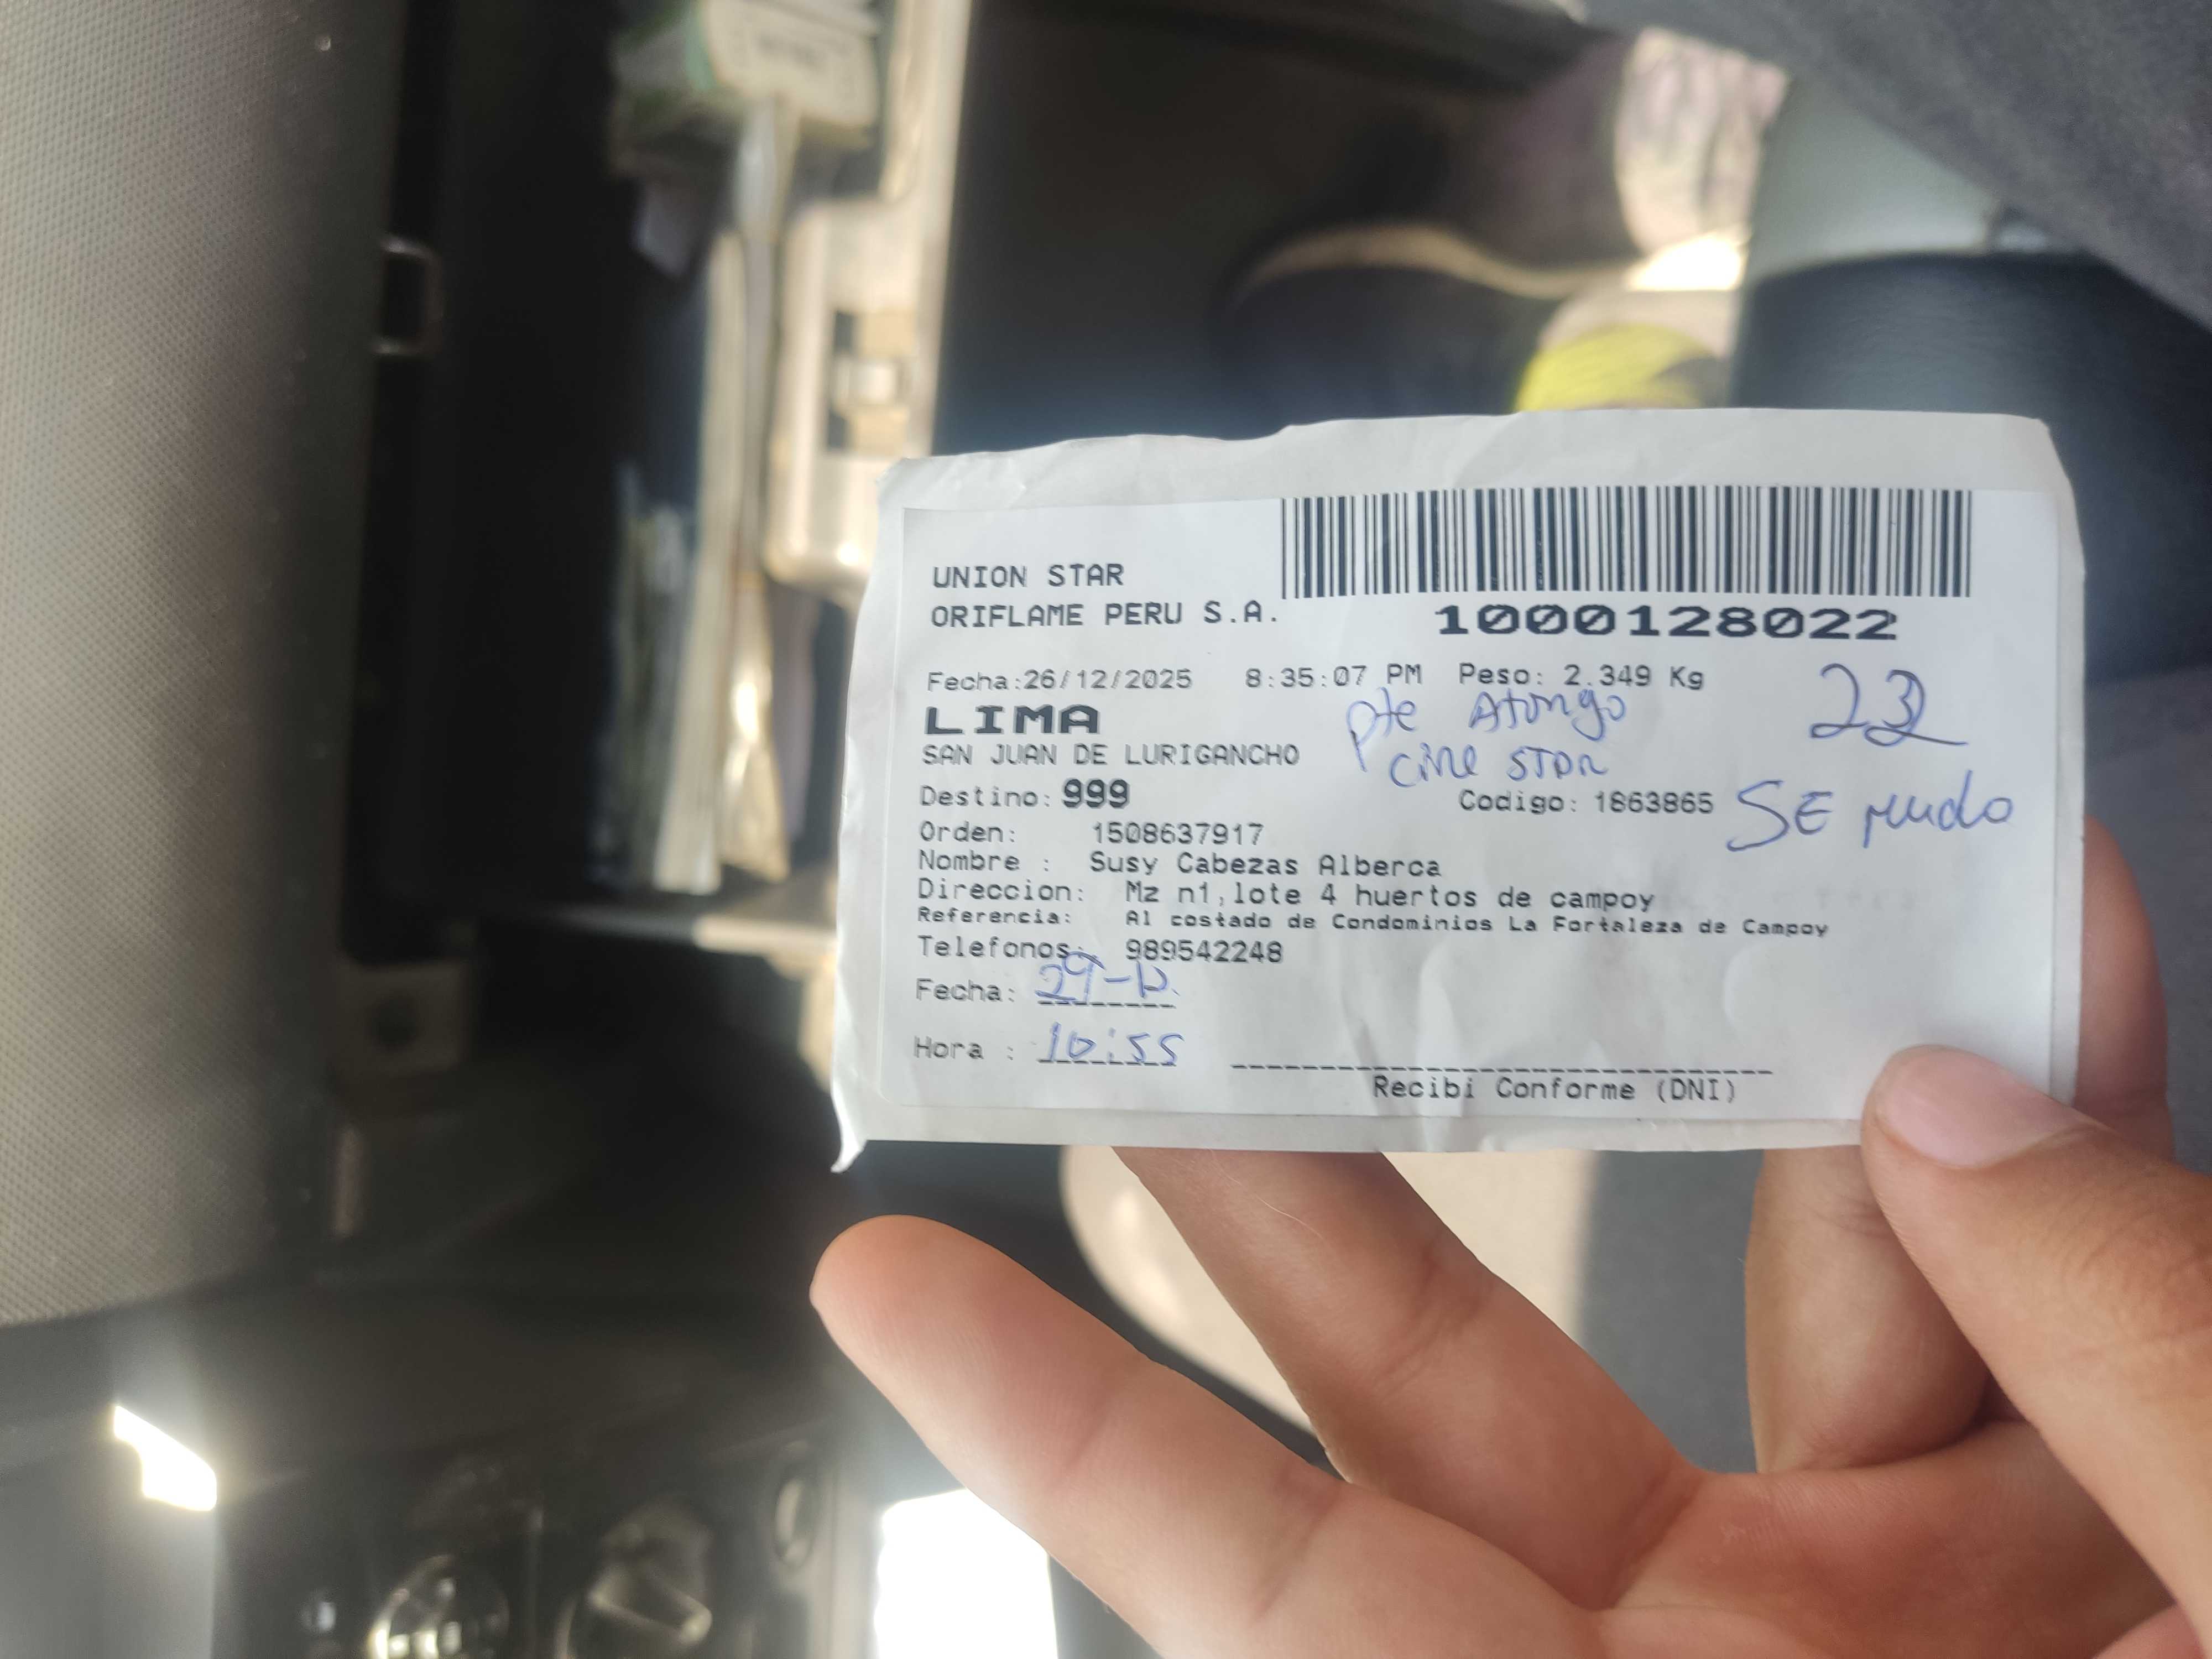 UNION STAR
ORIFLAME PERU S.A.
1000128022
Fecha:26/12/2025 8:35:07 PM Peso: 2.349 Kg
LIMA
pte Atongo
23
SAN JUAN DE LURIGANCHO
cine STAR
Destino: 999
Codigo: 1863865
SE mudo
Orden: 1508637917
Nombre : Susy Cabezas Alberca
Direccion: Mz n1,lote 4 huertos de campoy
Referencia: Al costado de Condominios La Fortaleza de Campoy
Telefonos: 989542248
Fecha: 29-12.
Hora : 10:55
Recibi Conforme (DNI)